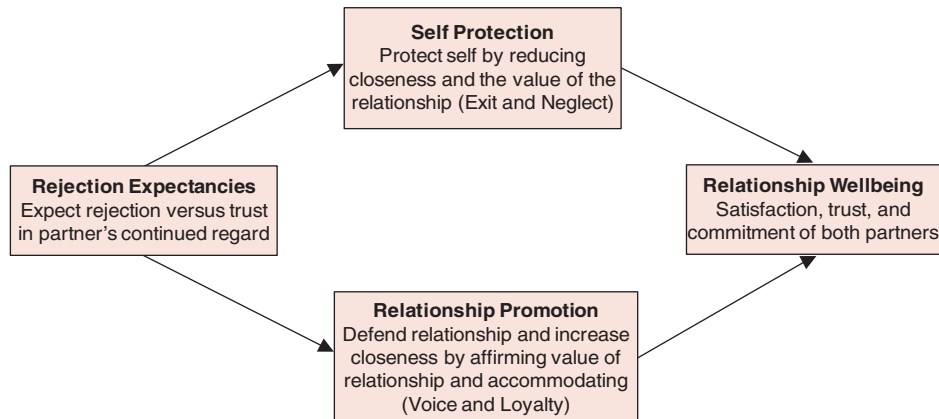 Self Protection
Protect self by reducing
closeness and the value of the
relationship (Exit and Neglect)
Rejection Expectancies
Expect rejection versus trust
in partner’s continued regard
Relationship Wellbeing
Satisfaction, trust, and
commitment of both partners
Relationship Promotion
Defend relationship and increase
closeness by affirming value of
relationship and accommodating
(Voice and Loyalty)